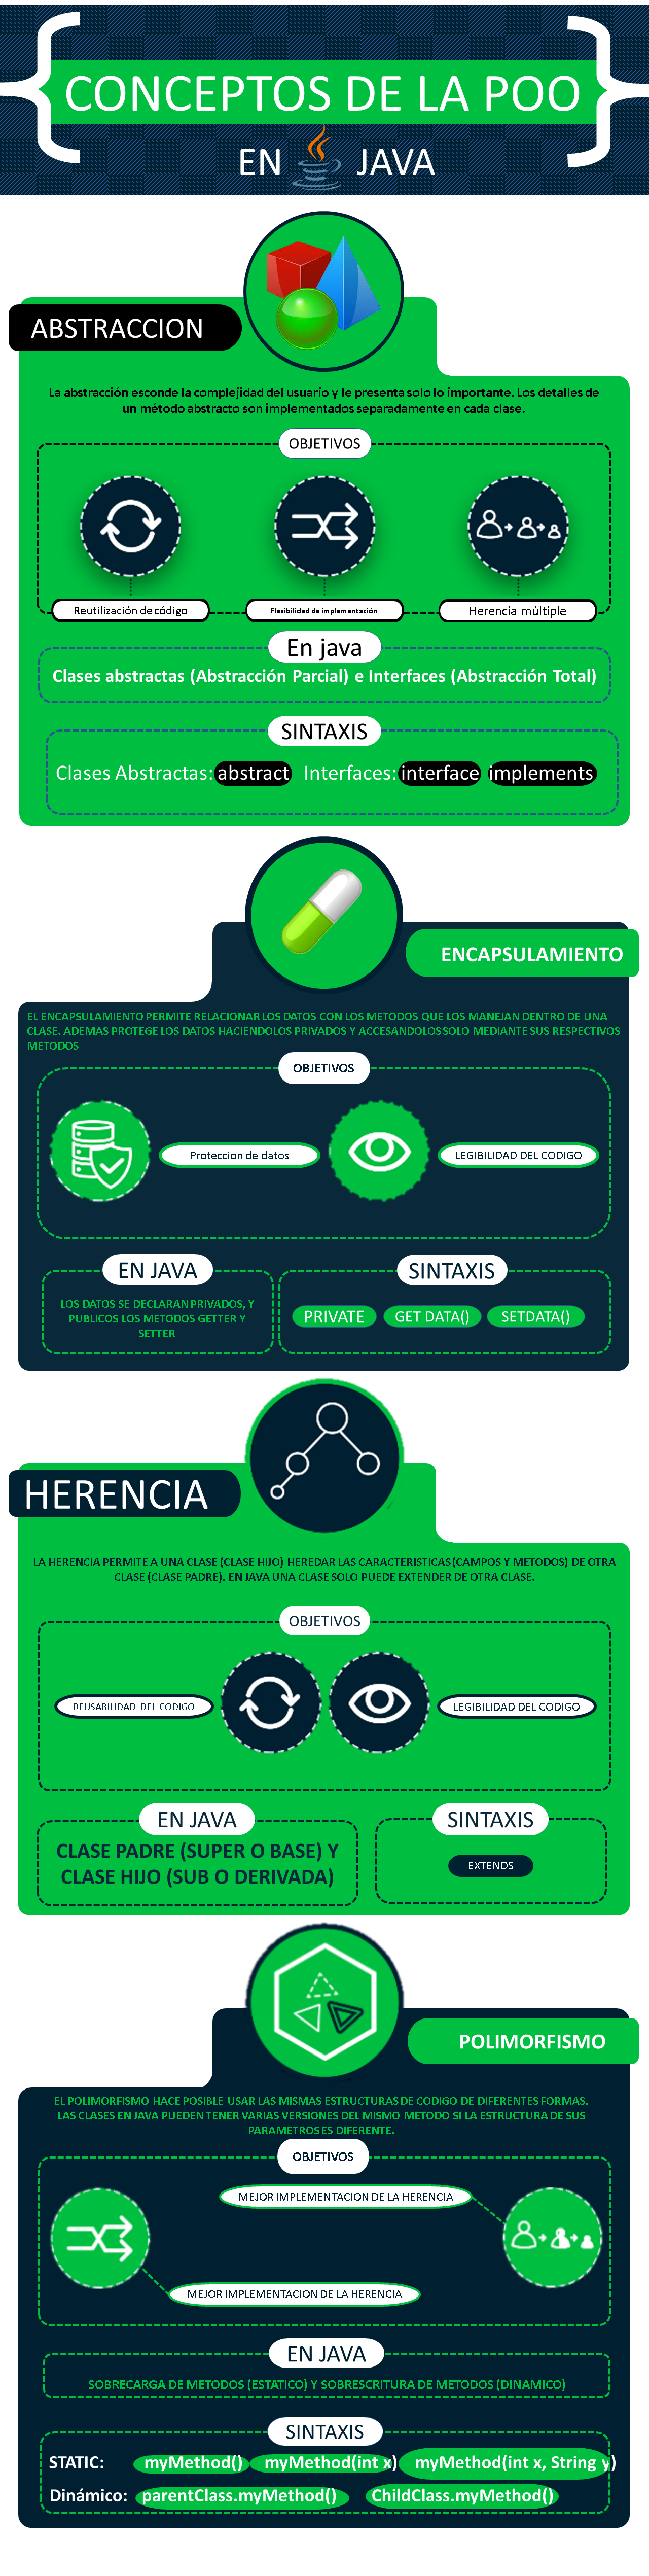 CONCEPTOS DE LA POO
EN JAVA
ABSTRACCION
La abstracción esconde la complejidad del usuario y le presenta solo lo importante. Los detalles de
un método abstracto son implementados separadamente en cada clase.
OBJETIVOS
Reutilización de código
Flexibilidad de implementación
Herencia múltiple
En java
Clases abstractas (Abstracción Parcial) e Interfaces (Abstracción Total)
SINTAXIS
Clases Abstractas: abstract Interfaces: interface implements
ENCAPSULAMIENTO
EL ENCAPSULAMIENTO PERMITE RELACIONAR LOS DATOS CON LOS METODOS QUE LOS MANEJAN DENTRO DE UNA
CLASE. ADEMAS PROTEGE LOS DATOS HACIENDOLOS PRIVADOS Y ACCESANDOLOS SOLO MEDIANTE SUS RESPECTIVOS
METODOS
OBJETIVOS
Proteccion de datos
LEGIBILIDAD DEL CODIGO
EN JAVA
LOS DATOS SE DECLARAN PRIVADOS, Y
PUBLICOS LOS METODOS GETTER Y
SETTER
SINTAXIS
PRIVATE GET DATA() SETDATA()
HERENCIA
LA HERENCIA PERMITE A UNA CLASE (CLASE HIJO) HEREDAR LAS CARACTERISTICAS (CAMPOS Y METODOS) DE OTRA
CLASE (CLASE PADRE). EN JAVA UNA CLASE SOLO PUEDE EXTENDER DE OTRA CLASE.
OBJETIVOS
REUSABILIDAD DEL CODIGO
LEGIBILIDAD DEL CODIGO
EN JAVA
CLASE PADRE (SUPER O BASE) Y
CLASE HIJO (SUB O DERIVADA)
SINTAXIS
EXTENDS
POLIMORFISMO
EL POLIMORFISMO HACE POSIBLE USAR LAS MISMAS ESTRUCTURAS DE CODIGO DE DIFERENTES FORMAS.
LAS CLASES EN JAVA PUEDEN TENER VARIAS VERSIONES DEL MISMO METODO SI LA ESTRUCTURA DE SUS
PARAMETROS ES DIFERENTE.
OBJETIVOS
MEJOR IMPLEMENTACION DE LA HERENCIA
MEJOR IMPLEMENTACION DE LA HERENCIA
EN JAVA
SOBRECARGA DE METODOS (ESTATICO) Y SOBRESCRITURA DE METODOS (DINAMICO)
SINTAXIS
STATIC: myMethod() myMethod(int x) myMethod(int x, String y)
Dinámico: parentClass.myMethod() ChildClass.myMethod()